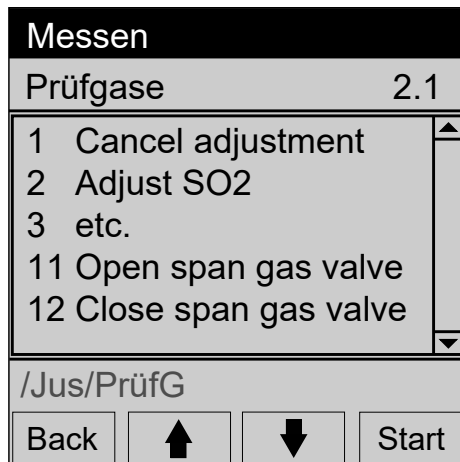 Messen
Prüfgase 2.1
1 Cancel adjustment
2 Adjust SO2
3 etc.
11 Open span gas valve
12 Close span gas valve
/Jus/PrüfG
Back Start